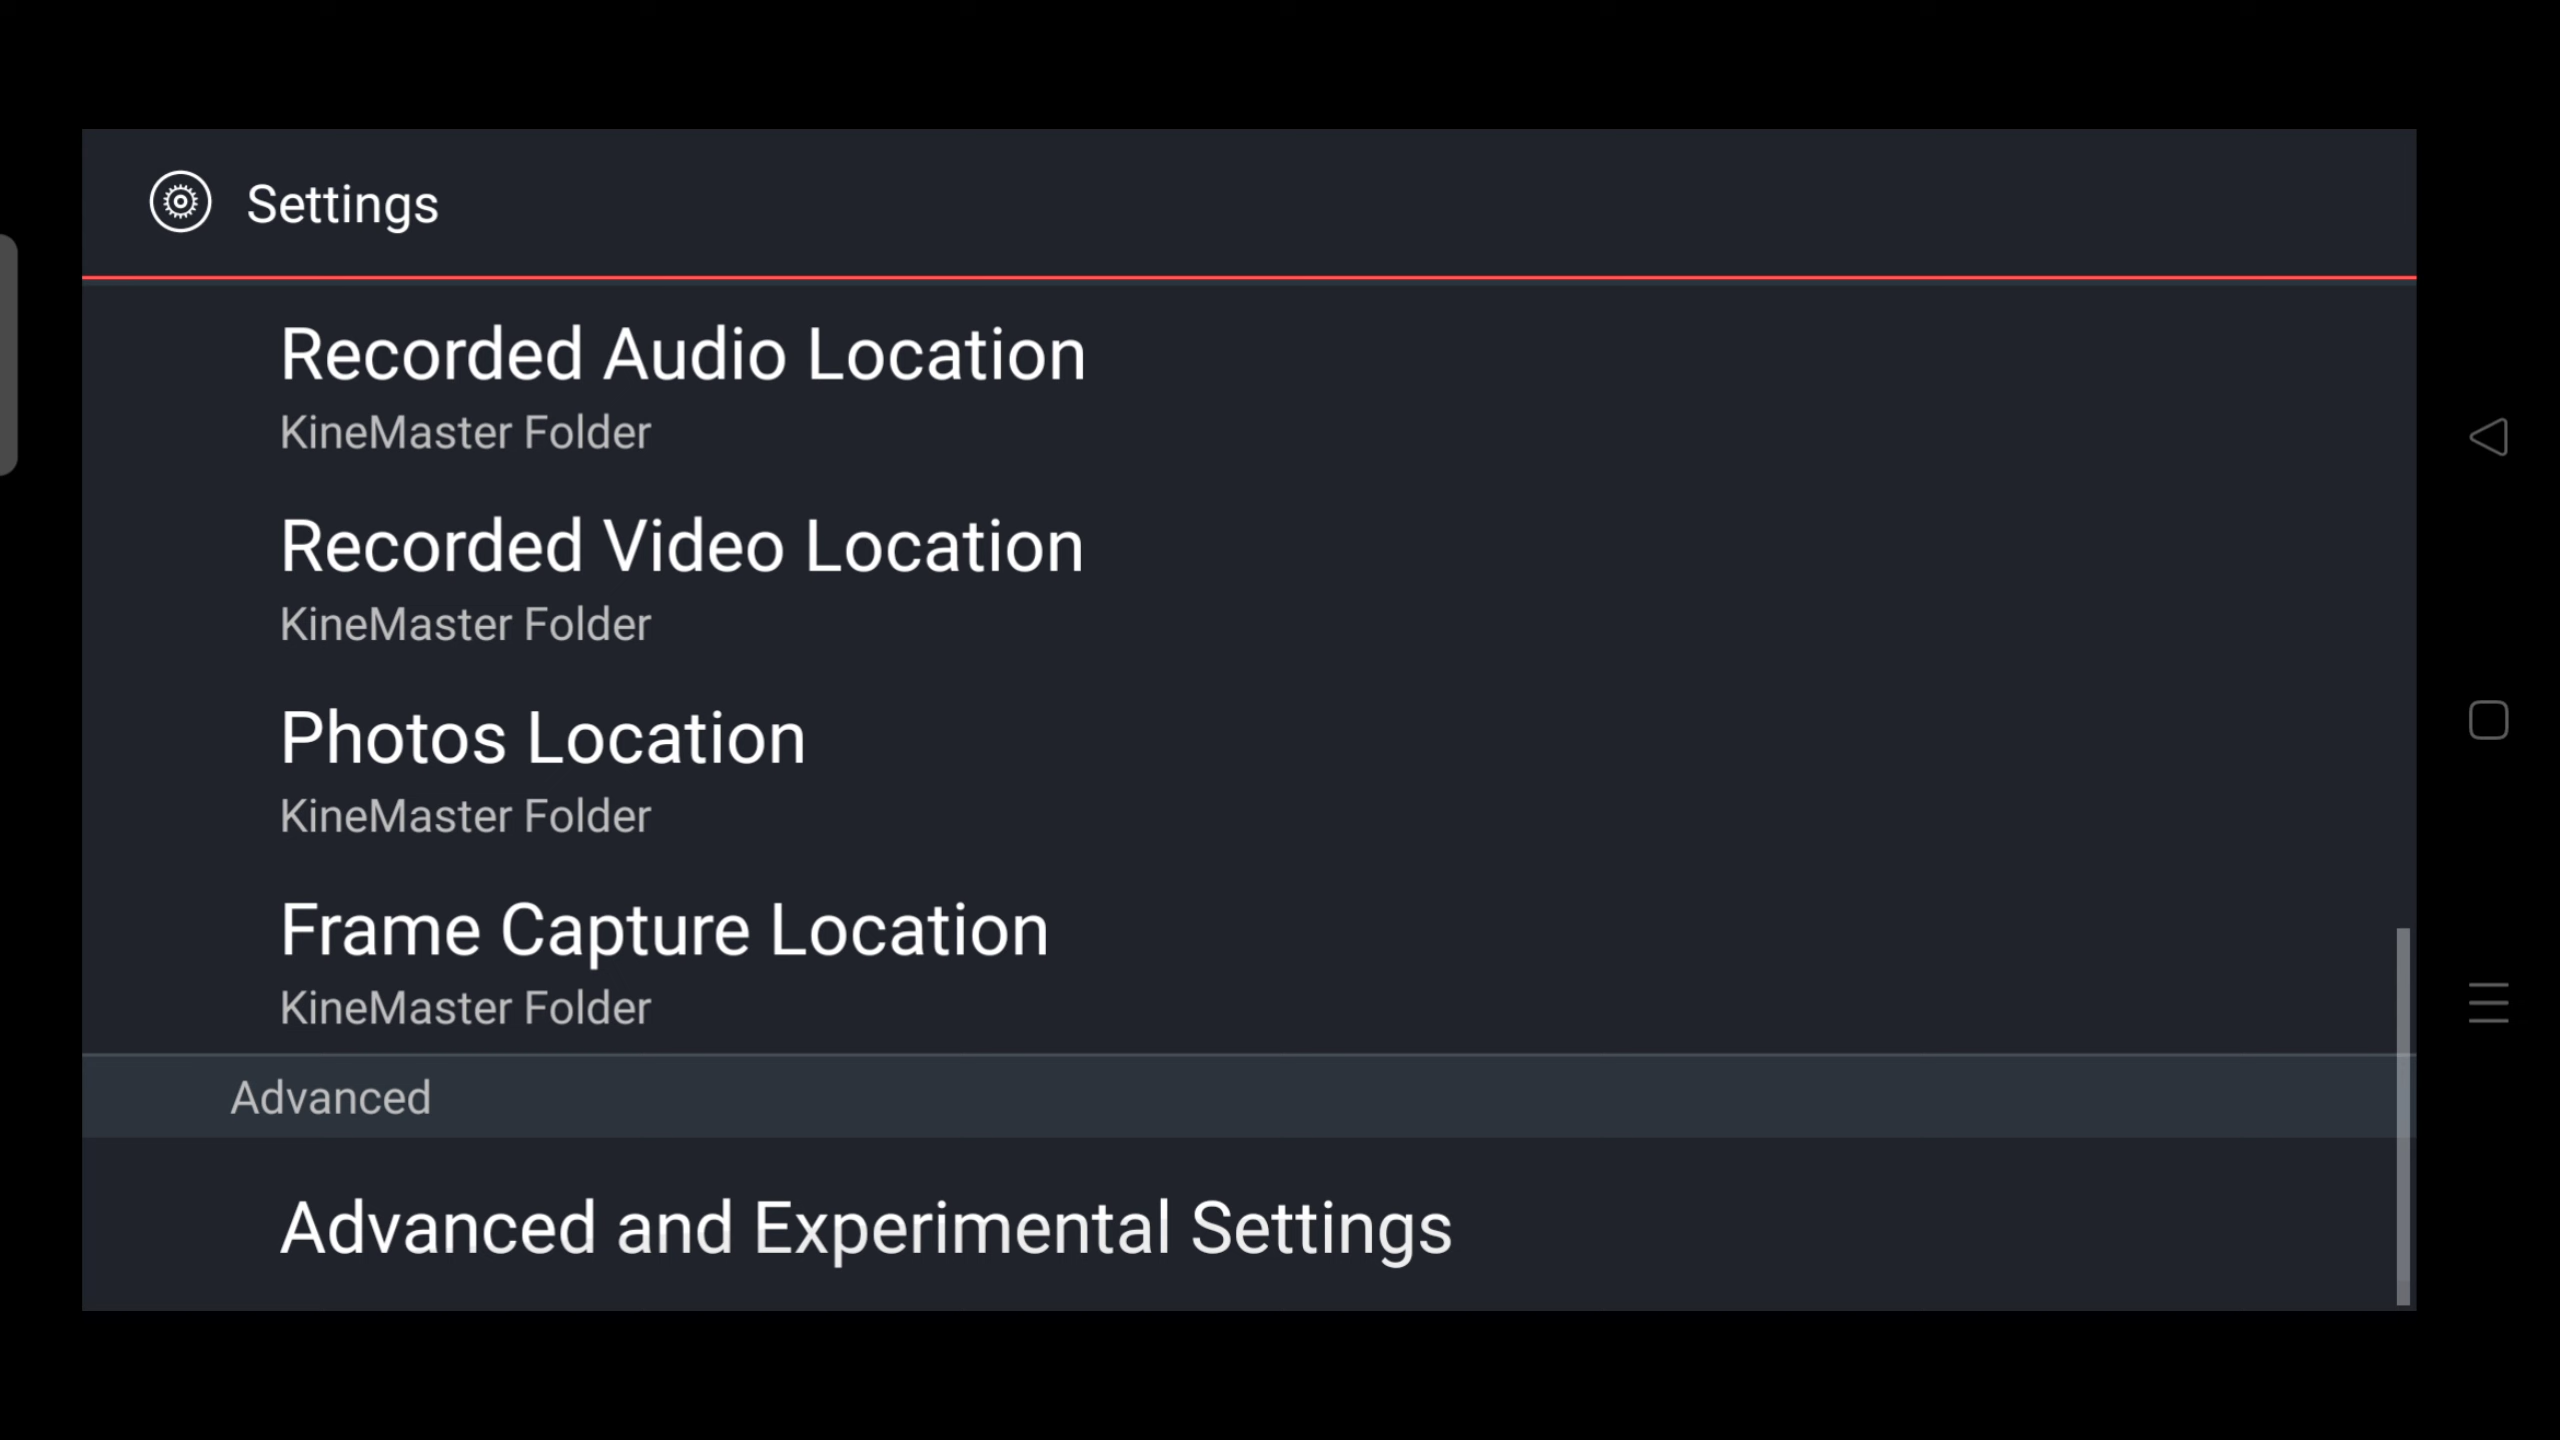 Settings
Recorded Audio Location
KineMaster Folder
Recorded Video Location
KineMaster Folder
Photos Location
KineMaster Folder
Frame Capture Location
KineMaster Folder
Advanced
Advanced and Experimental Settings